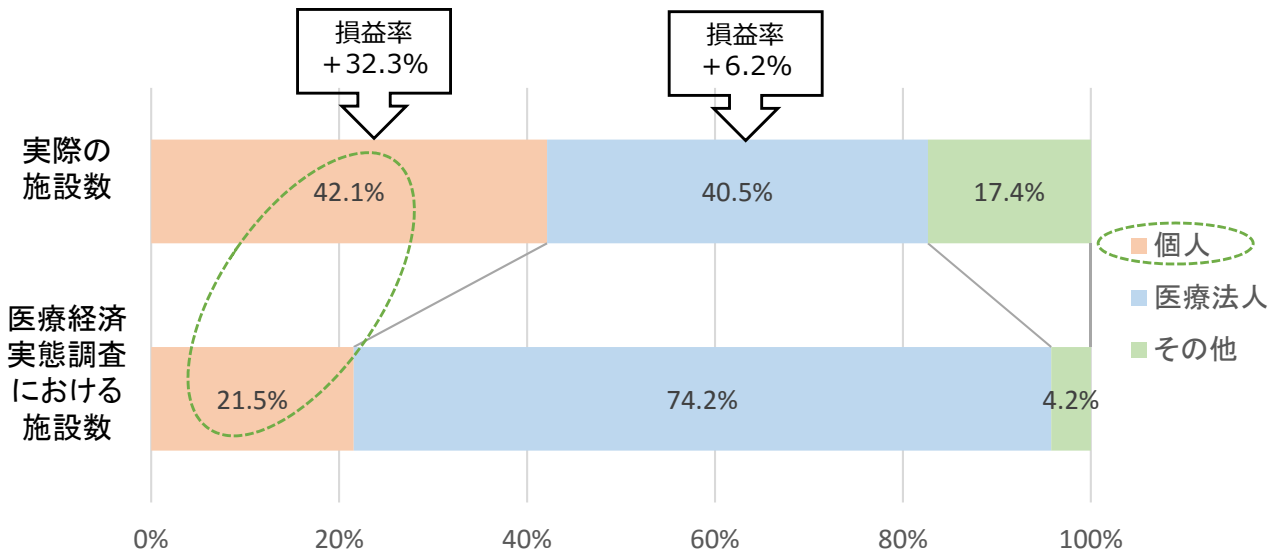 損益率
+32.3%
損益率
+6.2%
実際の
施設数
42.1%
40.5%
17.4%
個人
医療法人
その他
医療経済
実態調査
における
施設数
21.5%
74.2%
4.2%
0%
20%
40%
60%
80%
100%